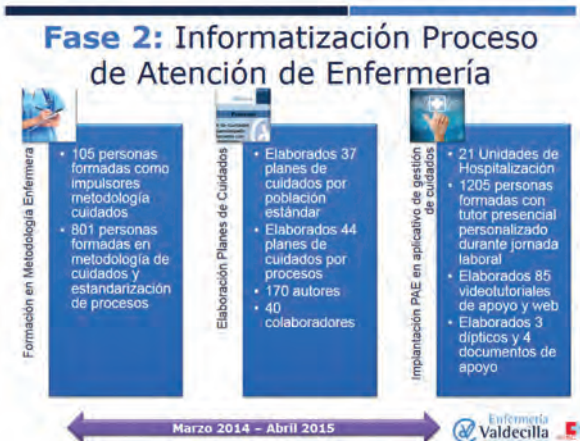 Fase 2: Informatización Proceso
de Atención de Enfermería
Formación en Metodología Enfermera
• 105 personas
formadas como
impulsores
metodología
cuidados
• 801 personas
formadas en
metodología de
cuidados y
estandarización
de procesos
Elaboración Planes de Cuidados
• Elaborados 37
planes de
cuidados por
población
estándar
• Elaborados 44
planes de
cuidados por
procesos
• 170 autores
• 40
colaboradores
Implantación PAE en aplicativo de gestión
de cuidados
• 21 Unidades de
Hospitalización
• 1205 personas
formadas con
tutor presencial
personalizado
durante jornada
laboral
• Elaborados 85
videotutoriales
de apoyo y web
• Elaborados 3
dípticos y 4
documentos de
apoyo
Marzo 2014 – Abril 2015
Enfermería
Valdecilla